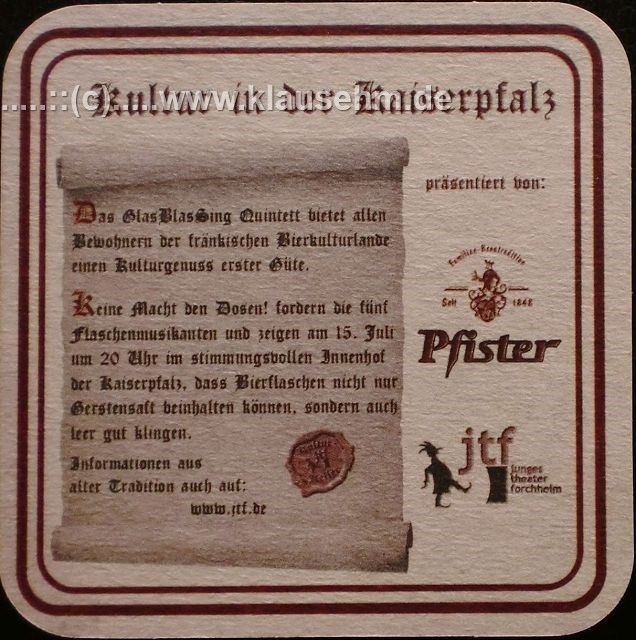 .....::(c)::.....www.klausehm.de
Kultur in der Kaiserpfalz
präsentiert von:
Das GlasBlasSing Quintett bietet allen
Bewohnern der fränkischen Bierkulturlande
einen Kulturgenuss erster Güte.
Keine Macht den Dosen! fordern die fünf
Flaschenmusikanten und zeigen am 15. Juli
um 20 Uhr im stimmungsvollen Innenhof
der Kaiserpfalz, dass Bierflaschen nicht nur
Gerstensaft beinhalten können, sondern auch
leer gut klingen.
Informationen aus
alter Tradition auch auf:
www.jtf.de
Familien Brautradition
Seit 1848
Pfister
jtf
junges
theater
forchheim